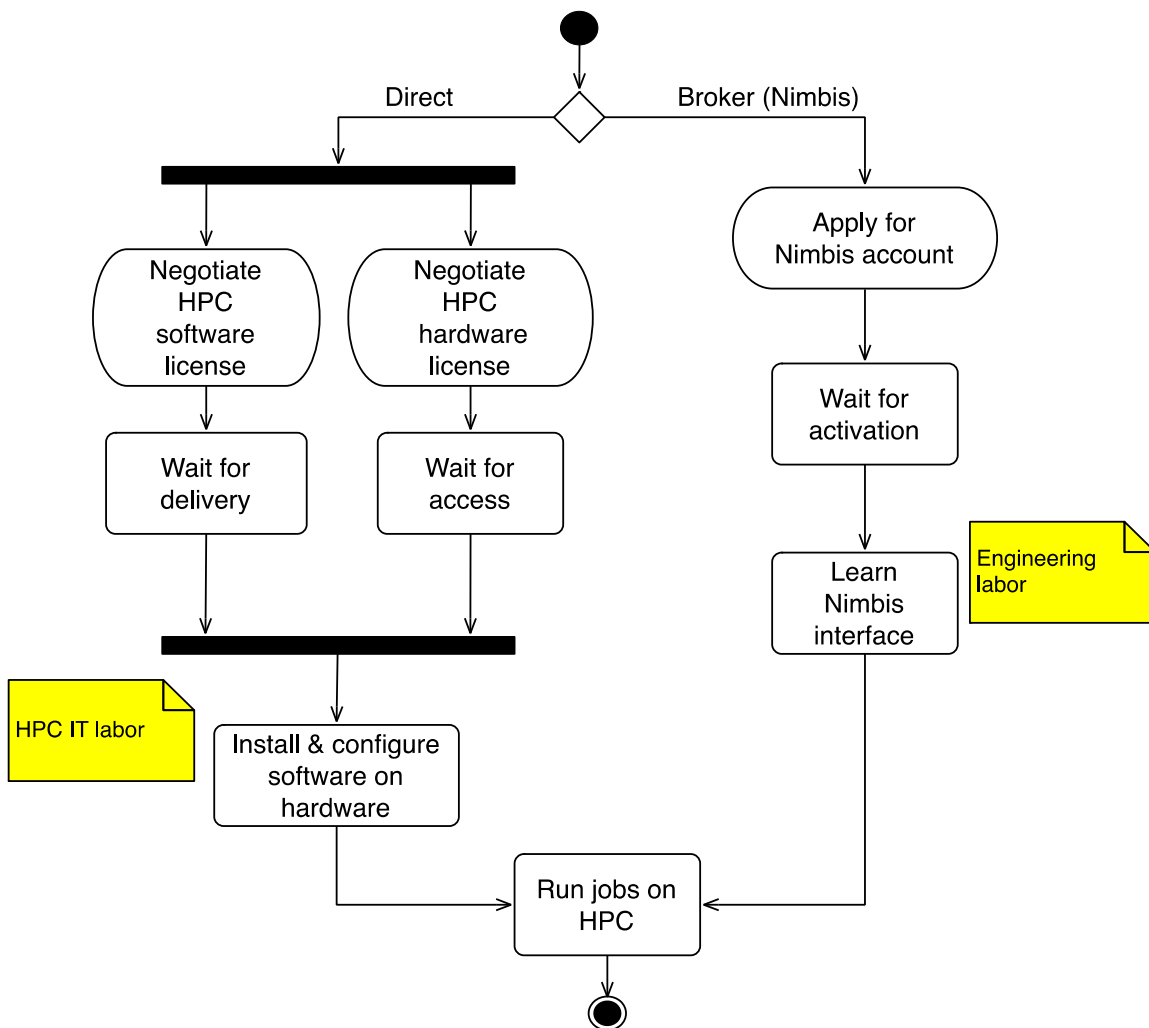 Direct
Broker (Nimbis)
Negotiate
HPC
software
license
Negotiate
HPC
hardware
license
Apply for
Nimbis account
Wait for
delivery
Wait for
access
Wait for
activation
Learn
Nimbis
interface
Engineering
labor
HPC IT labor
Install & configure
software on
hardware
Run jobs on
HPC